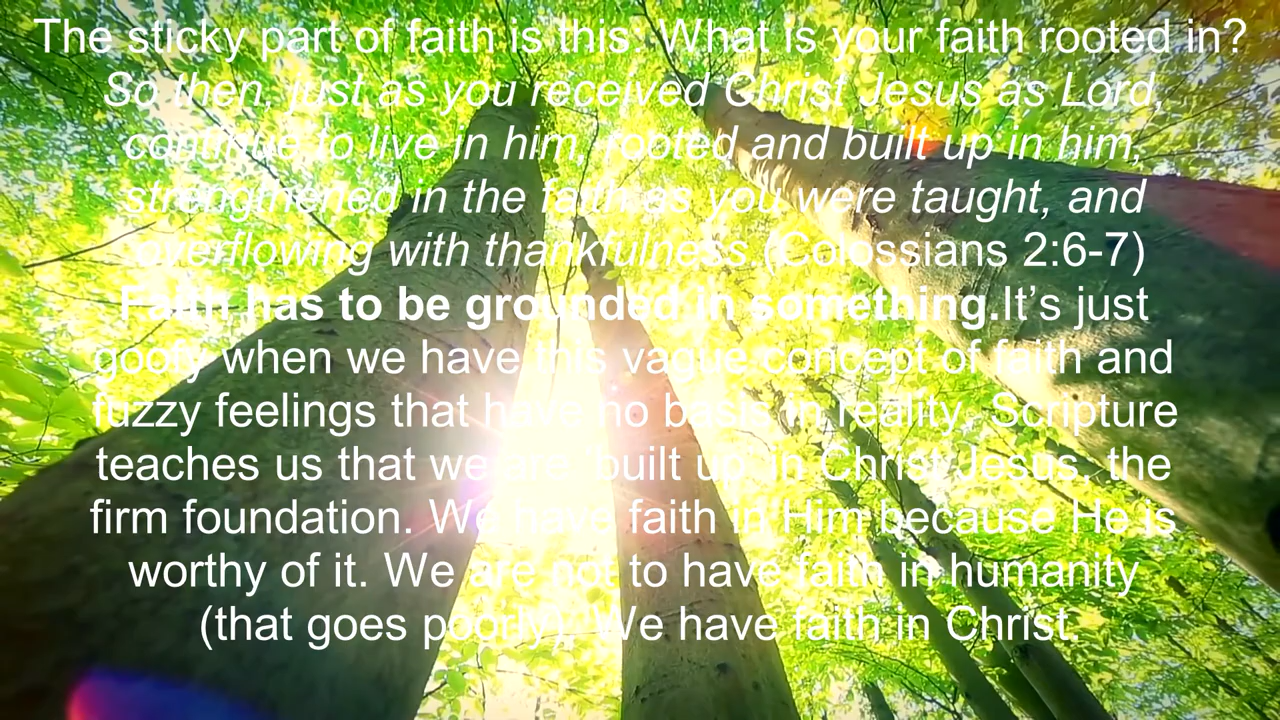 The sticky part of faith is this: What is your faith rooted in?
So then, just as you received Christ Jesus as Lord,
continue to live in him, rooted and built up in him,
strengthened in the faith as you were taught, and
overflowing with thankfulness (Colossians 2:6-7)
Faith has to be grounded in something.It’s just
goofy when we have this vague concept of faith and
fuzzy feelings that have no basis in reality. Scripture
teaches us that we are ‘built up’ in Christ Jesus, the
firm foundation. We have faith in Him because He is
worthy of it. We are not to have faith in humanity
(that goes poorly). We have faith in Christ.